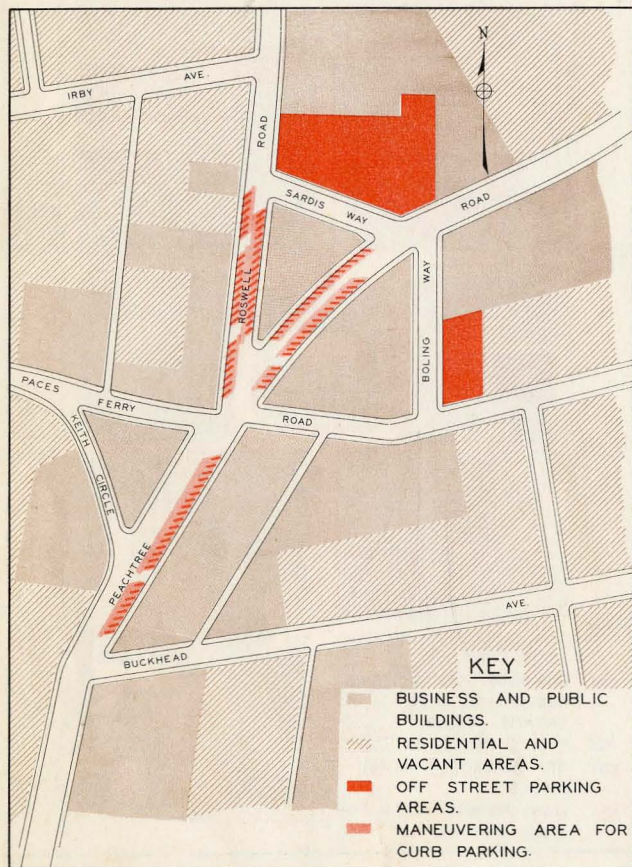 N
IRBY AVE.
ROAD
SARDIS WAY
ROAD
ROSWELL
BOLING WAY
PACES FERRY ROAD
KEITH CIRCLE
PEACHTREE
BUCKHEAD AVE.
KEY
BUSINESS AND PUBLIC
BUILDINGS.
RESIDENTIAL AND
VACANT AREAS.
OFF STREET PARKING
AREAS.
MANEUVERING AREA FOR
CURB PARKING.